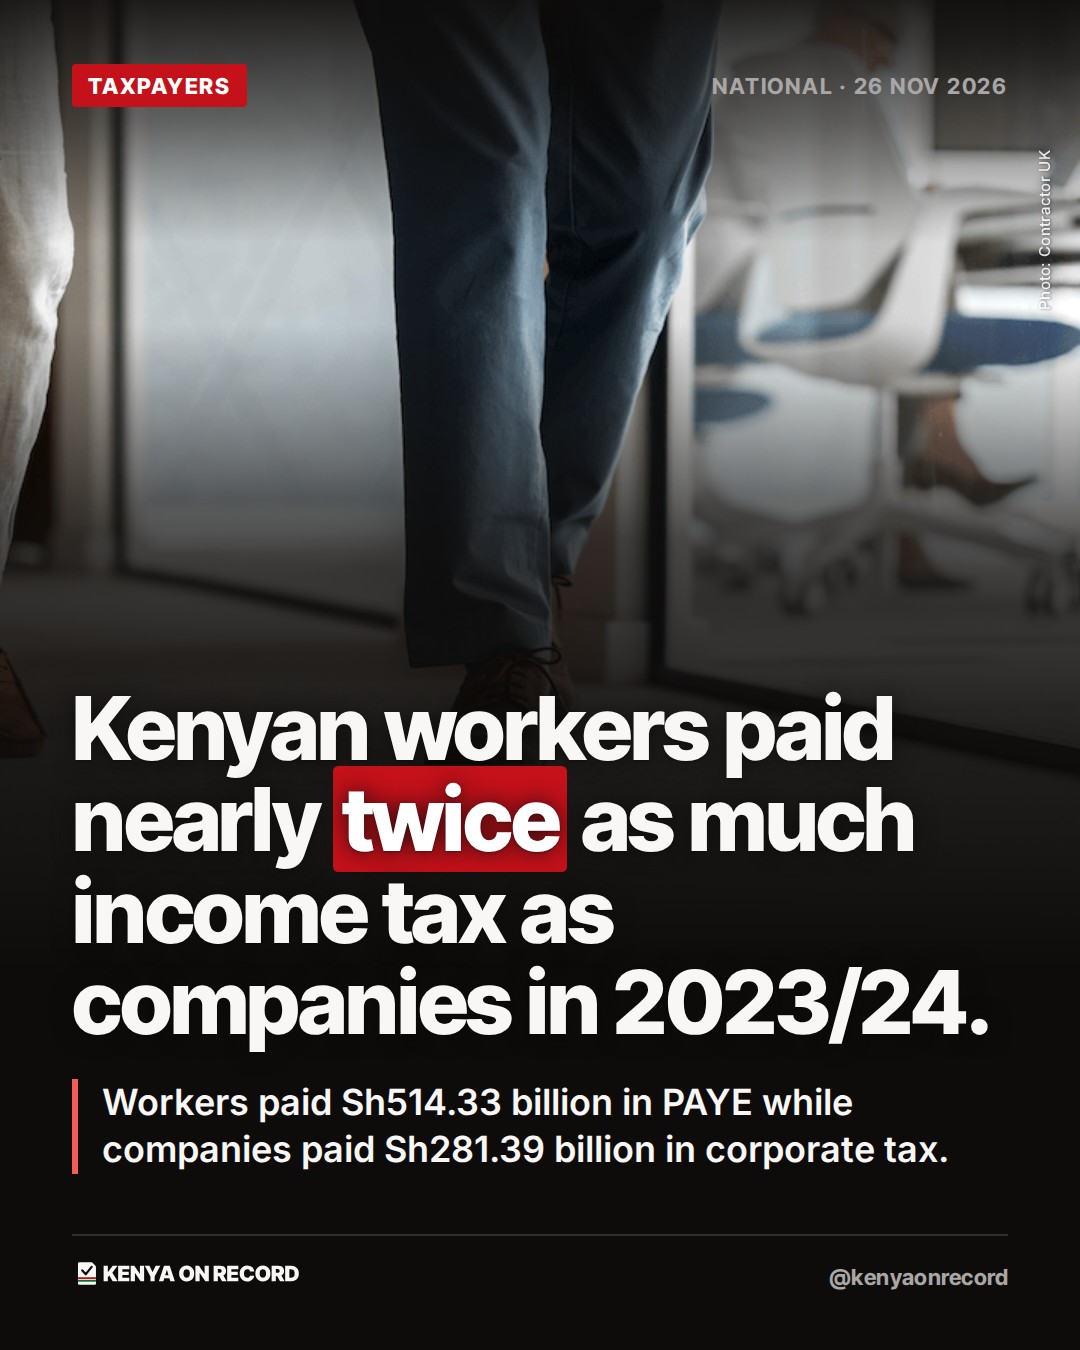 TAXPAYERS
NATIONAL · 26 NOV 2026
Photo: Contractor UK
Kenyan workers paid
nearly twice as much
income tax as
companies in 2023/24.
Workers paid Sh514.33 billion in PAYE while
companies paid Sh281.39 billion in corporate tax.
KENYA ON RECORD
@kenyaonrecord